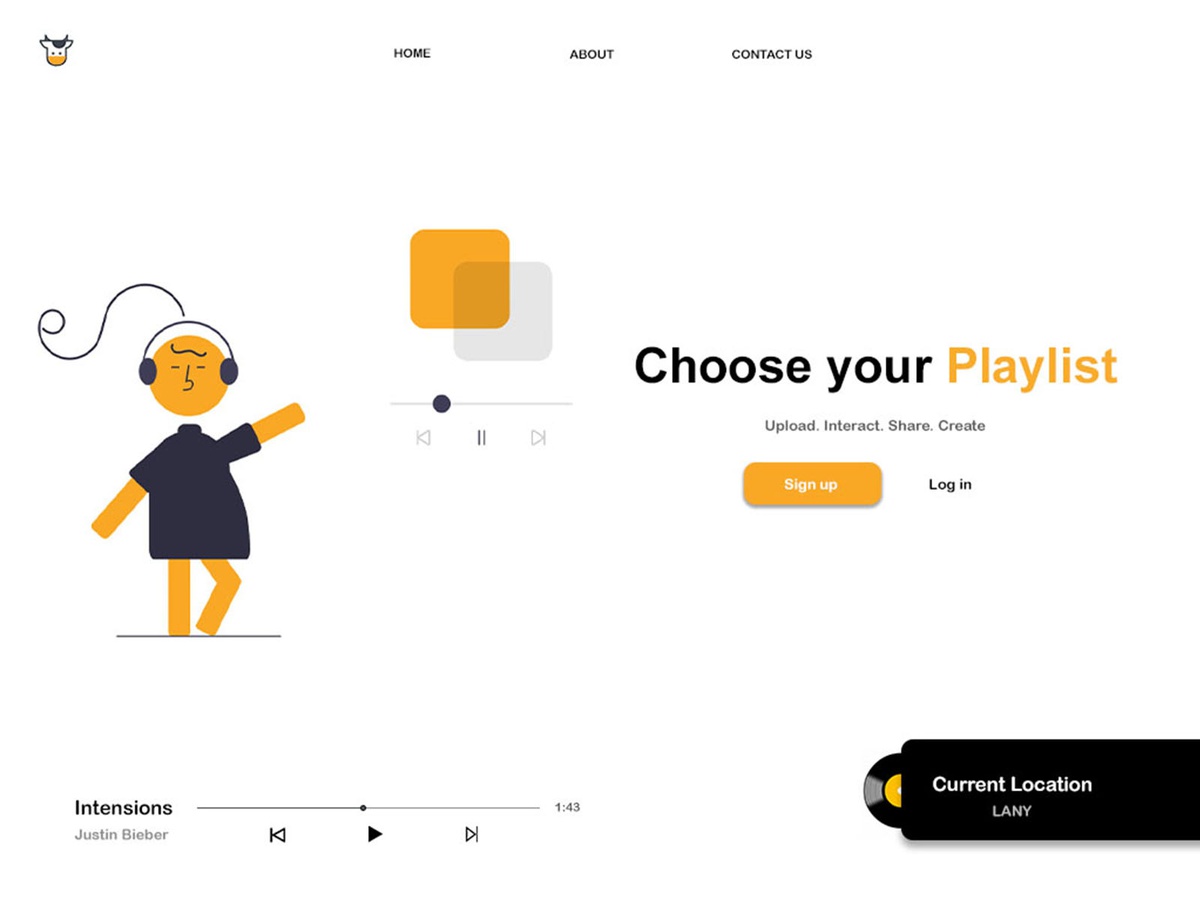 HOME
ABOUT
CONTACT US
Choose your Playlist
Upload. Interact. Share. Create
Sign up
Log in
Intensions
1:43
Justin Bieber
Current Location
LANY